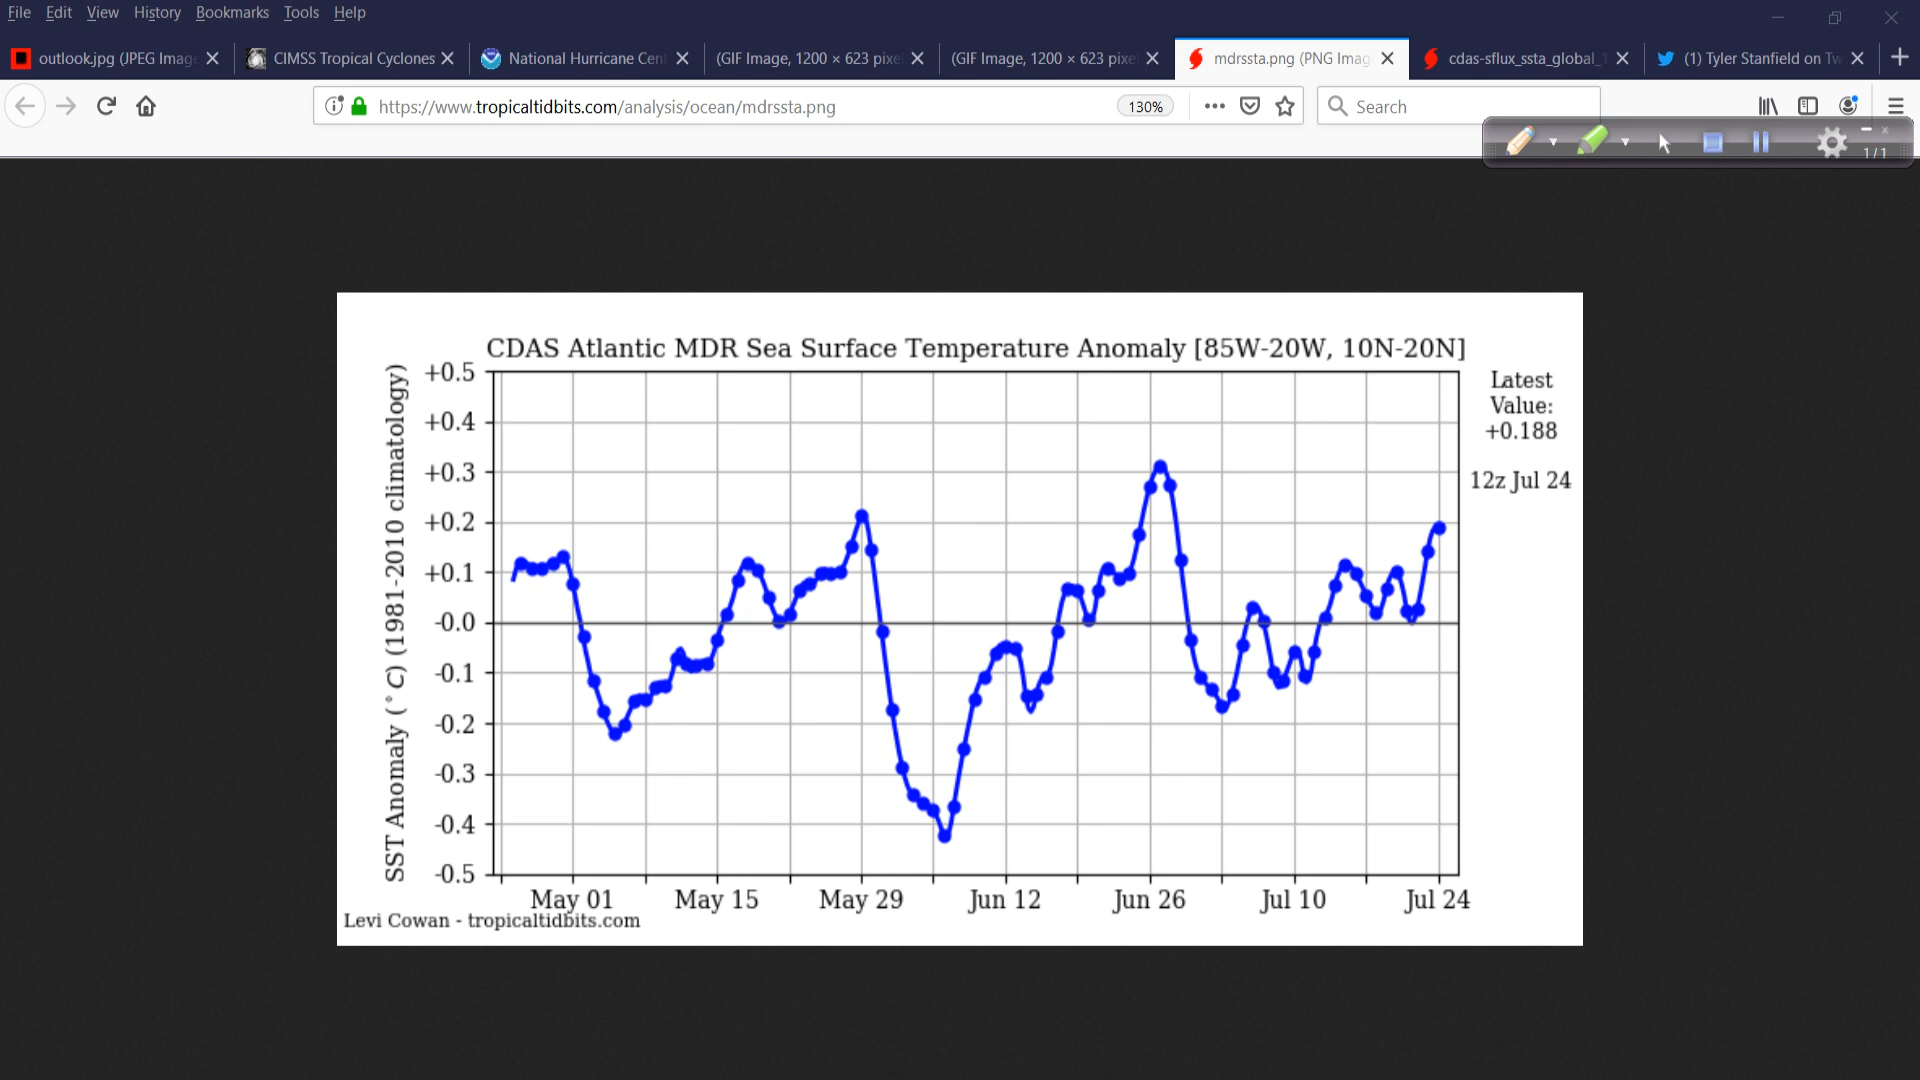 File Edit View History Bookmarks Tools Help
outlook.jpg (JPEG Imag
CIMSS Tropical Cyclones
National Hurricane Cen
(GIF Image, 1200 × 623 pixe
(GIF Image, 1200 × 623 pixe
mdrssta.png (PNG Imag
cdas-sflux_ssta_global_1
(1) Tyler Stanfield on Tw
https://www.tropicaltidbits.com/analysis/ocean/mdrssta.png
130%
Search
1/1
CDAS Atlantic MDR Sea Surface Temperature Anomaly [85W-20W, 10N-20N]
SST Anomaly (°C) (1981-2010 climatology)
+0.5
+0.4
+0.3
+0.2
+0.1
-0.0
-0.1
-0.2
-0.3
-0.4
-0.5
Latest
Value:
+0.188
12z Jul 24
May 01
May 15
May 29
Jun 12
Jun 26
Jul 10
Jul 24
Levi Cowan - tropicaltidbits.com